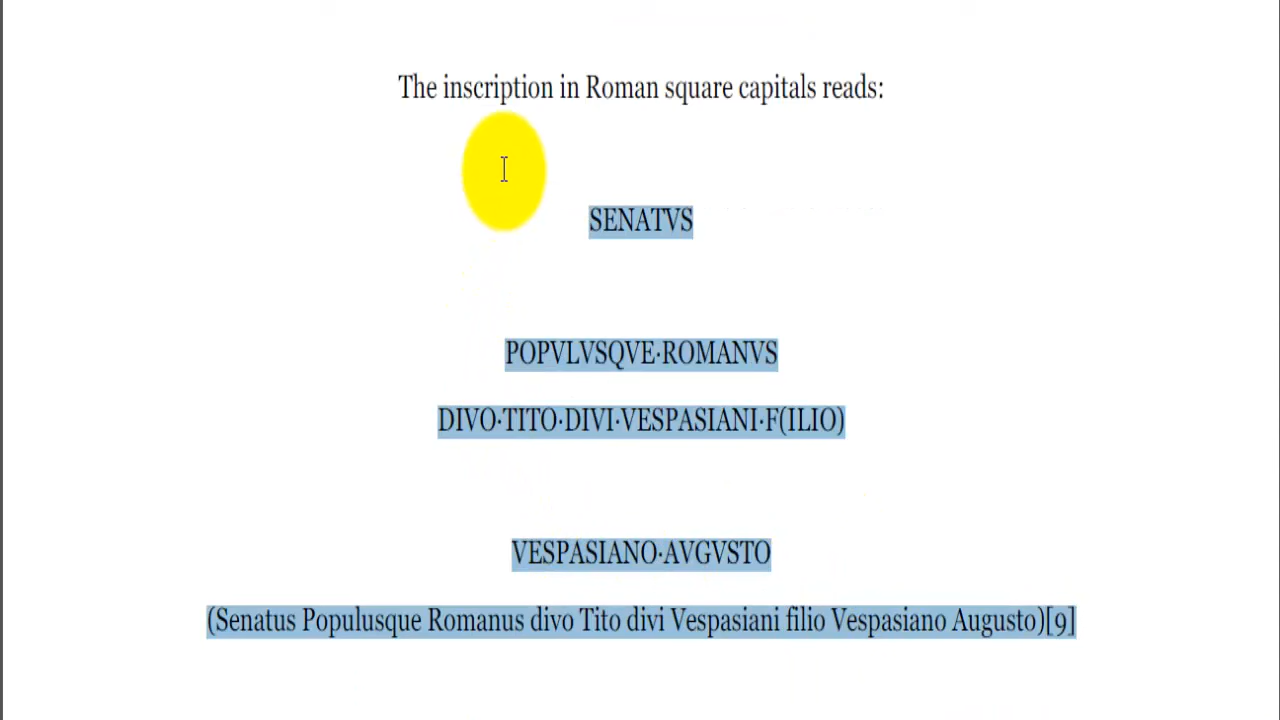 The inscription in Roman square capitals reads:
SENATVS
POPVLVSQVE·ROMANVS
DIVO·TITO·DIVI·VESPASIANI·F(ILIO)
VESPASIANO·AVGVSTO
(Senatus Populusque Romanus divo Tito divi Vespasiani filio Vespasiano Augusto)[9]